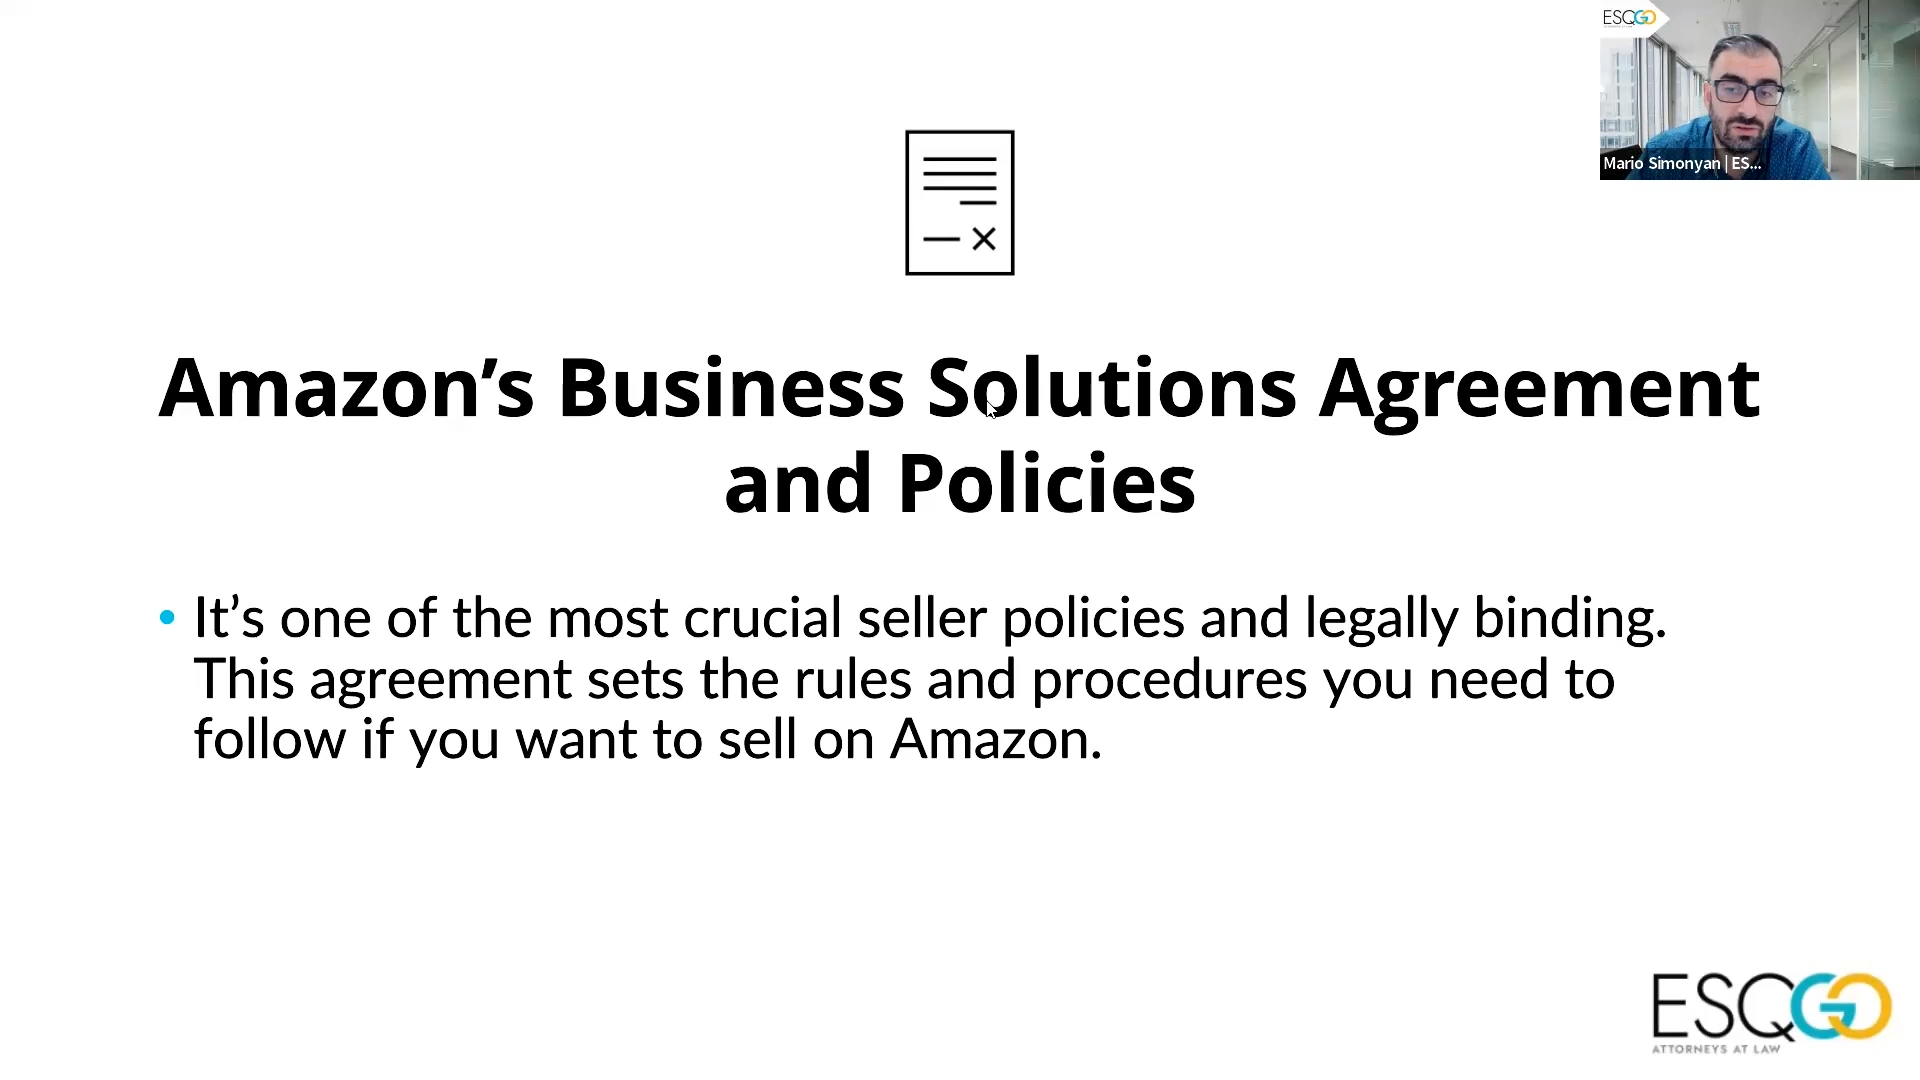 ESQGO
Mario Simonyan | ES...
Amazon’s Business Solutions Agreement
and Policies
• It’s one of the most crucial seller policies and legally binding.
This agreement sets the rules and procedures you need to
follow if you want to sell on Amazon.
ESQGO
ATTORNEYS AT LAW